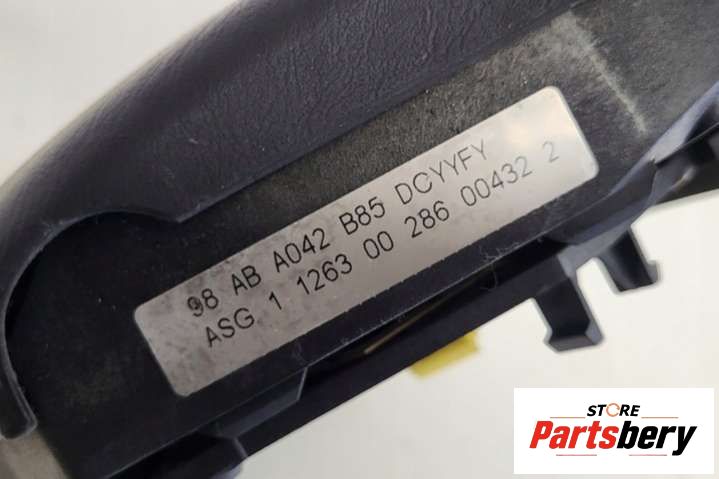 98 AB A042 B85 DCYYFY
ASG 1 1263 00 286 00432 2
STORE
Partsbery